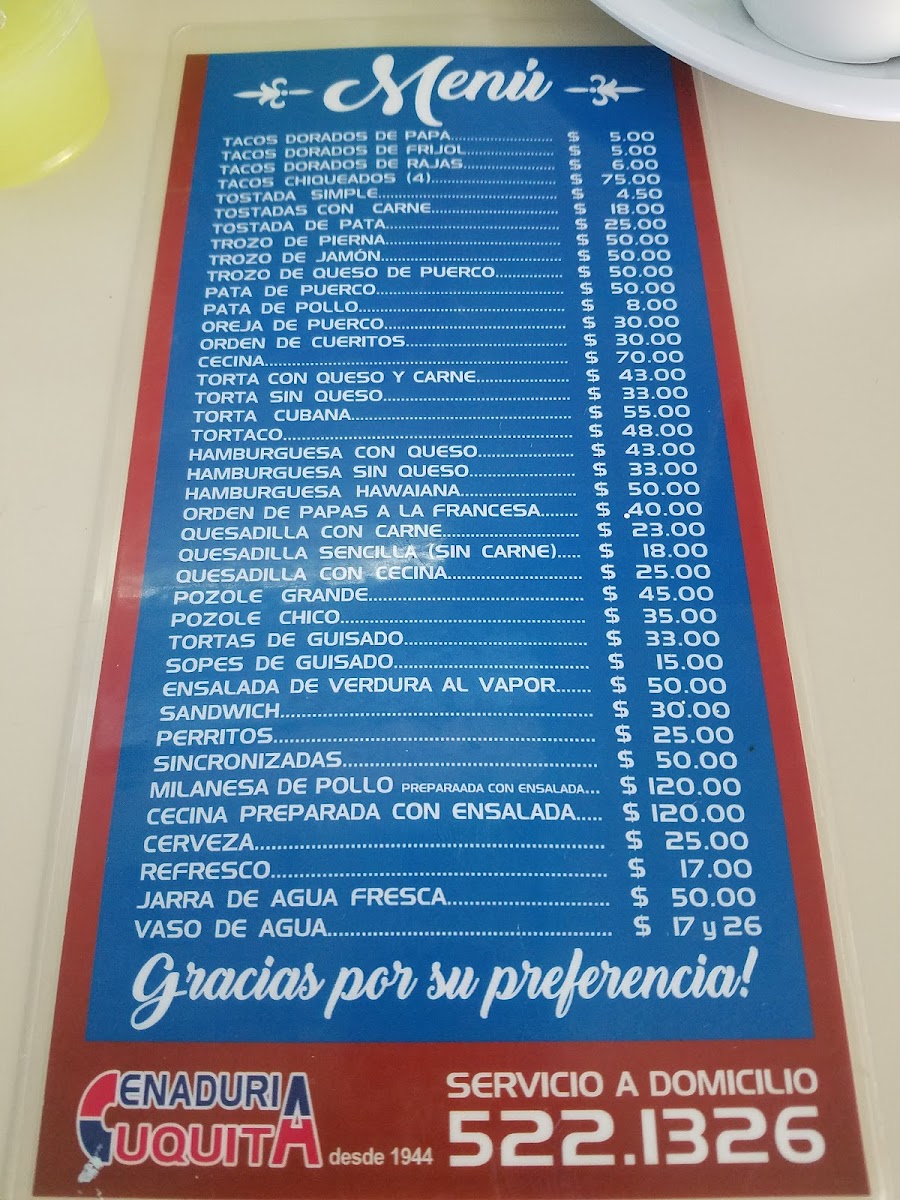 Menú
TACOS DORADOS DE PAPA $ 5.00
TACOS DORADOS DE FRIJOL $ 5.00
TACOS DORADOS DE RAJAS $ 6.00
TACOS CHIQUEADOS (4) $ 75.00
TOSTADA SIMPLE $ 4.50
TOSTADAS CON CARNE $ 18.00
TOSTADA DE PATA $ 25.00
TROZO DE PIERNA $ 50.00
TROZO DE JAMÓN $ 50.00
TROZO DE QUESO DE PUERCO $ 50.00
PATA DE PUERCO $ 50.00
PATA DE POLLO $ 8.00
OREJA DE PUERCO $ 30.00
ORDEN DE CUERITOS $ 30.00
CECINA $ 70.00
TORTA CON QUESO Y CARNE $ 43.00
TORTA SIN QUESO $ 33.00
TORTA CUBANA $ 55.00
TORTACO $ 48.00
HAMBURGUESA CON QUESO $ 43.00
HAMBURGUESA SIN QUESO $ 33.00
HAMBURGUESA HAWAIANA $ 50.00
ORDEN DE PAPAS A LA FRANCESA $ 40.00
QUESADILLA CON CARNE $ 23.00
QUESADILLA SENCILLA (SIN CARNE) $ 18.00
QUESADILLA CON CECINA $ 25.00
POZOLE GRANDE $ 45.00
POZOLE CHICO $ 35.00
TORTAS DE GUISADO $ 33.00
SOPES DE GUISADO $ 15.00
ENSALADA DE VERDURA AL VAPOR $ 50.00
SANDWICH $ 30.00
PERRITOS $ 25.00
SINCRONIZADAS $ 50.00
MILANESA DE POLLO PREPARAADA CON ENSALADA $ 120.00
CECINA PREPARADA CON ENSALADA $ 120.00
CERVEZA $ 25.00
REFRESCO $ 17.00
JARRA DE AGUA FRESCA $ 50.00
VASO DE AGUA $ 17 y 26
Gracias por su preferencia!
CENADURIA
CUQUITA desde 1944
SERVICIO A DOMICILIO
522.1326